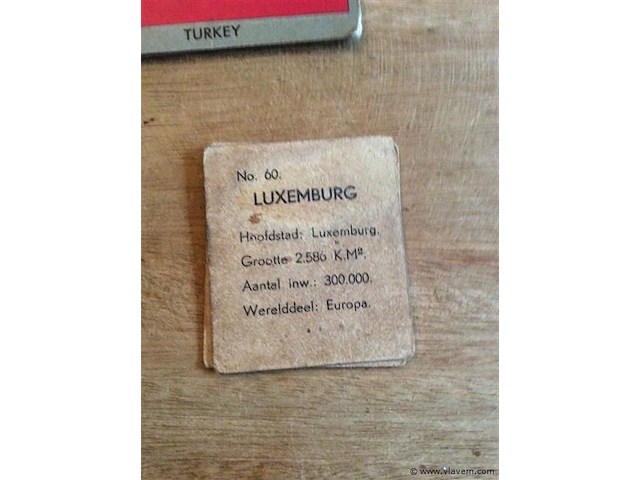 TURKEY
No. 60.
LUXEMBURG
Hoofdstad: Luxemburg.
Grootte 2.586 K.M².
Aantal inw.: 300.000.
Werelddeel: Europa.
© www.vlavem.com